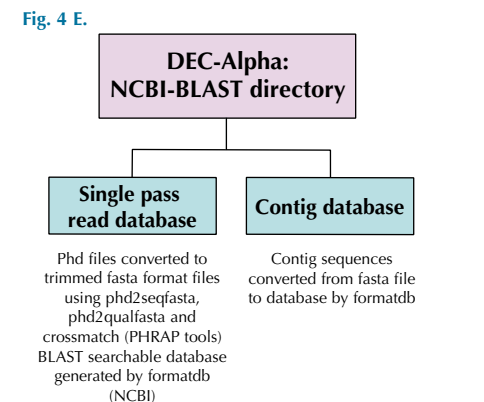 Fig. 4 E.
DEC-Alpha:
NCBI-BLAST directory
Single pass
read database
Phd files converted to
trimmed fasta format files
using phd2seqfasta,
phd2qualfasta and
crossmatch (PHRAP tools)
BLAST searchable database
generated by formatdb
(NCBI)
Contig database
Contig sequences
converted from fasta file
to database by formatdb